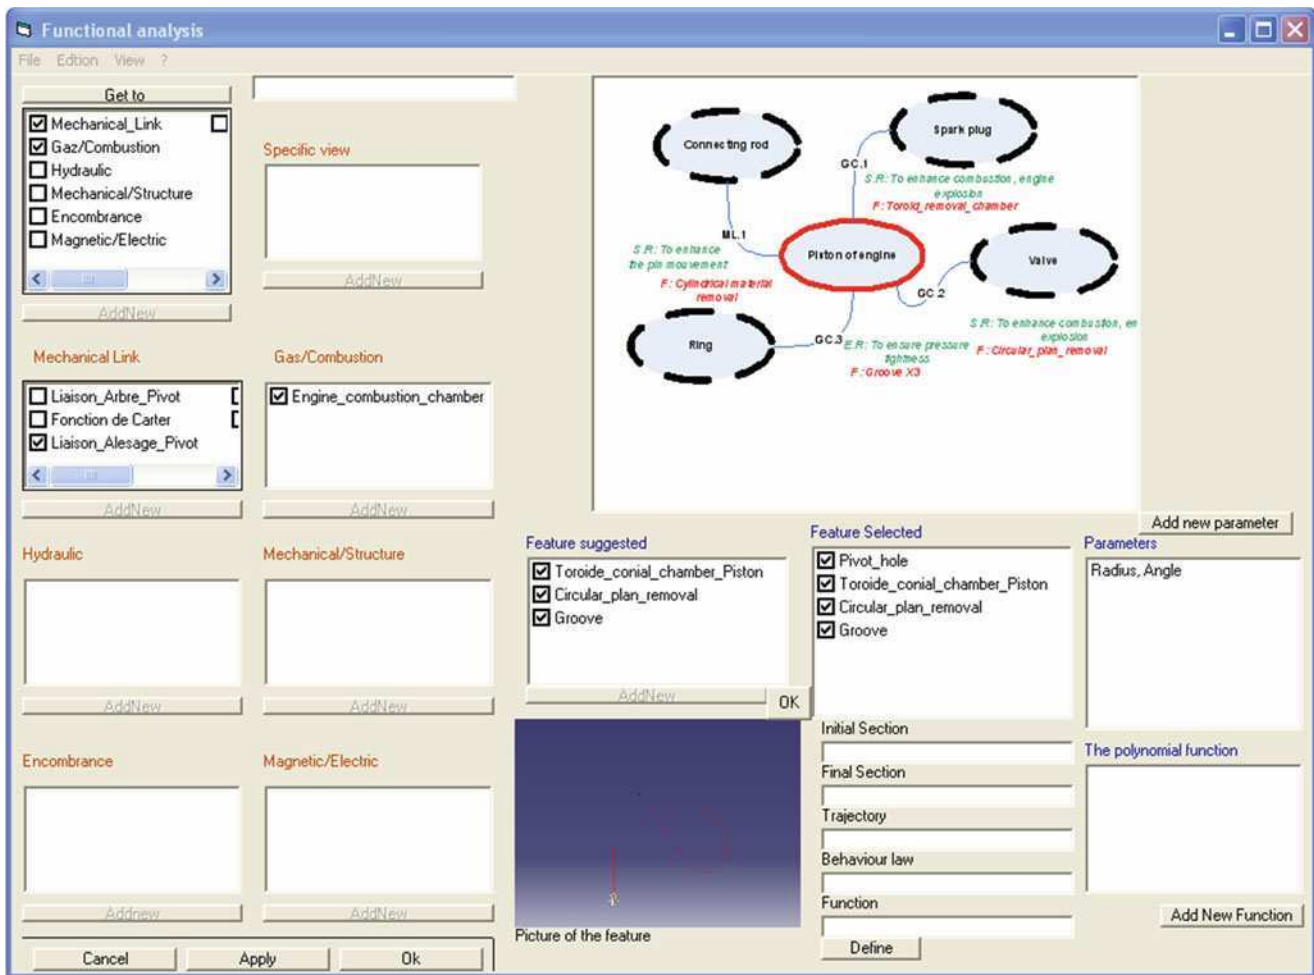 Functional analysis
File Edtion View ?
Get to
Mechanical_Link
Gaz/Combustion
Hydraulic
Mechanical/Structure
Encombrance
Magnetic/Electric
AddNew
Specific view
AddNew
Mechanical Link
Liaison_Arbre_Pivot
Fonction de Carter
Liaison_Alesage_Pivot
AddNew
Gas/Combustion
Engine_combustion_chamber
AddNew
Hydraulic
AddNew
Mechanical/Structure
AddNew
Encombrance
Addnew
Magnetic/Electric
AddNew
Cancel Apply Ok
Connecting rod
Spark plug
GC.1
S.R: To enhance combustion, engine
explosion
F: Toroid_removal_chamber
ML.1
Piston of engine
Valve
S.R: To enhance
the pin mouvement
F: Cylindrical material
removal
GC.2
S.R: To enhance combustion, en
explosion
F: Circular_plan_removal
Ring
GC.3
E.R: To ensure pressure
tightness
F: Groove X3
Add new parameter
Feature suggested
Toroide_conial_chamber_Piston
Circular_plan_removal
Groove
AddNew
OK
Feature Selected
Pivot_hole
Toroide_conial_chamber_Piston
Circular_plan_removal
Groove
Parameters
Radius, Angle
Initial Section
Final Section
Trajectory
Behaviour law
Function
Define
The polynomial function
Add New Function
Picture of the feature